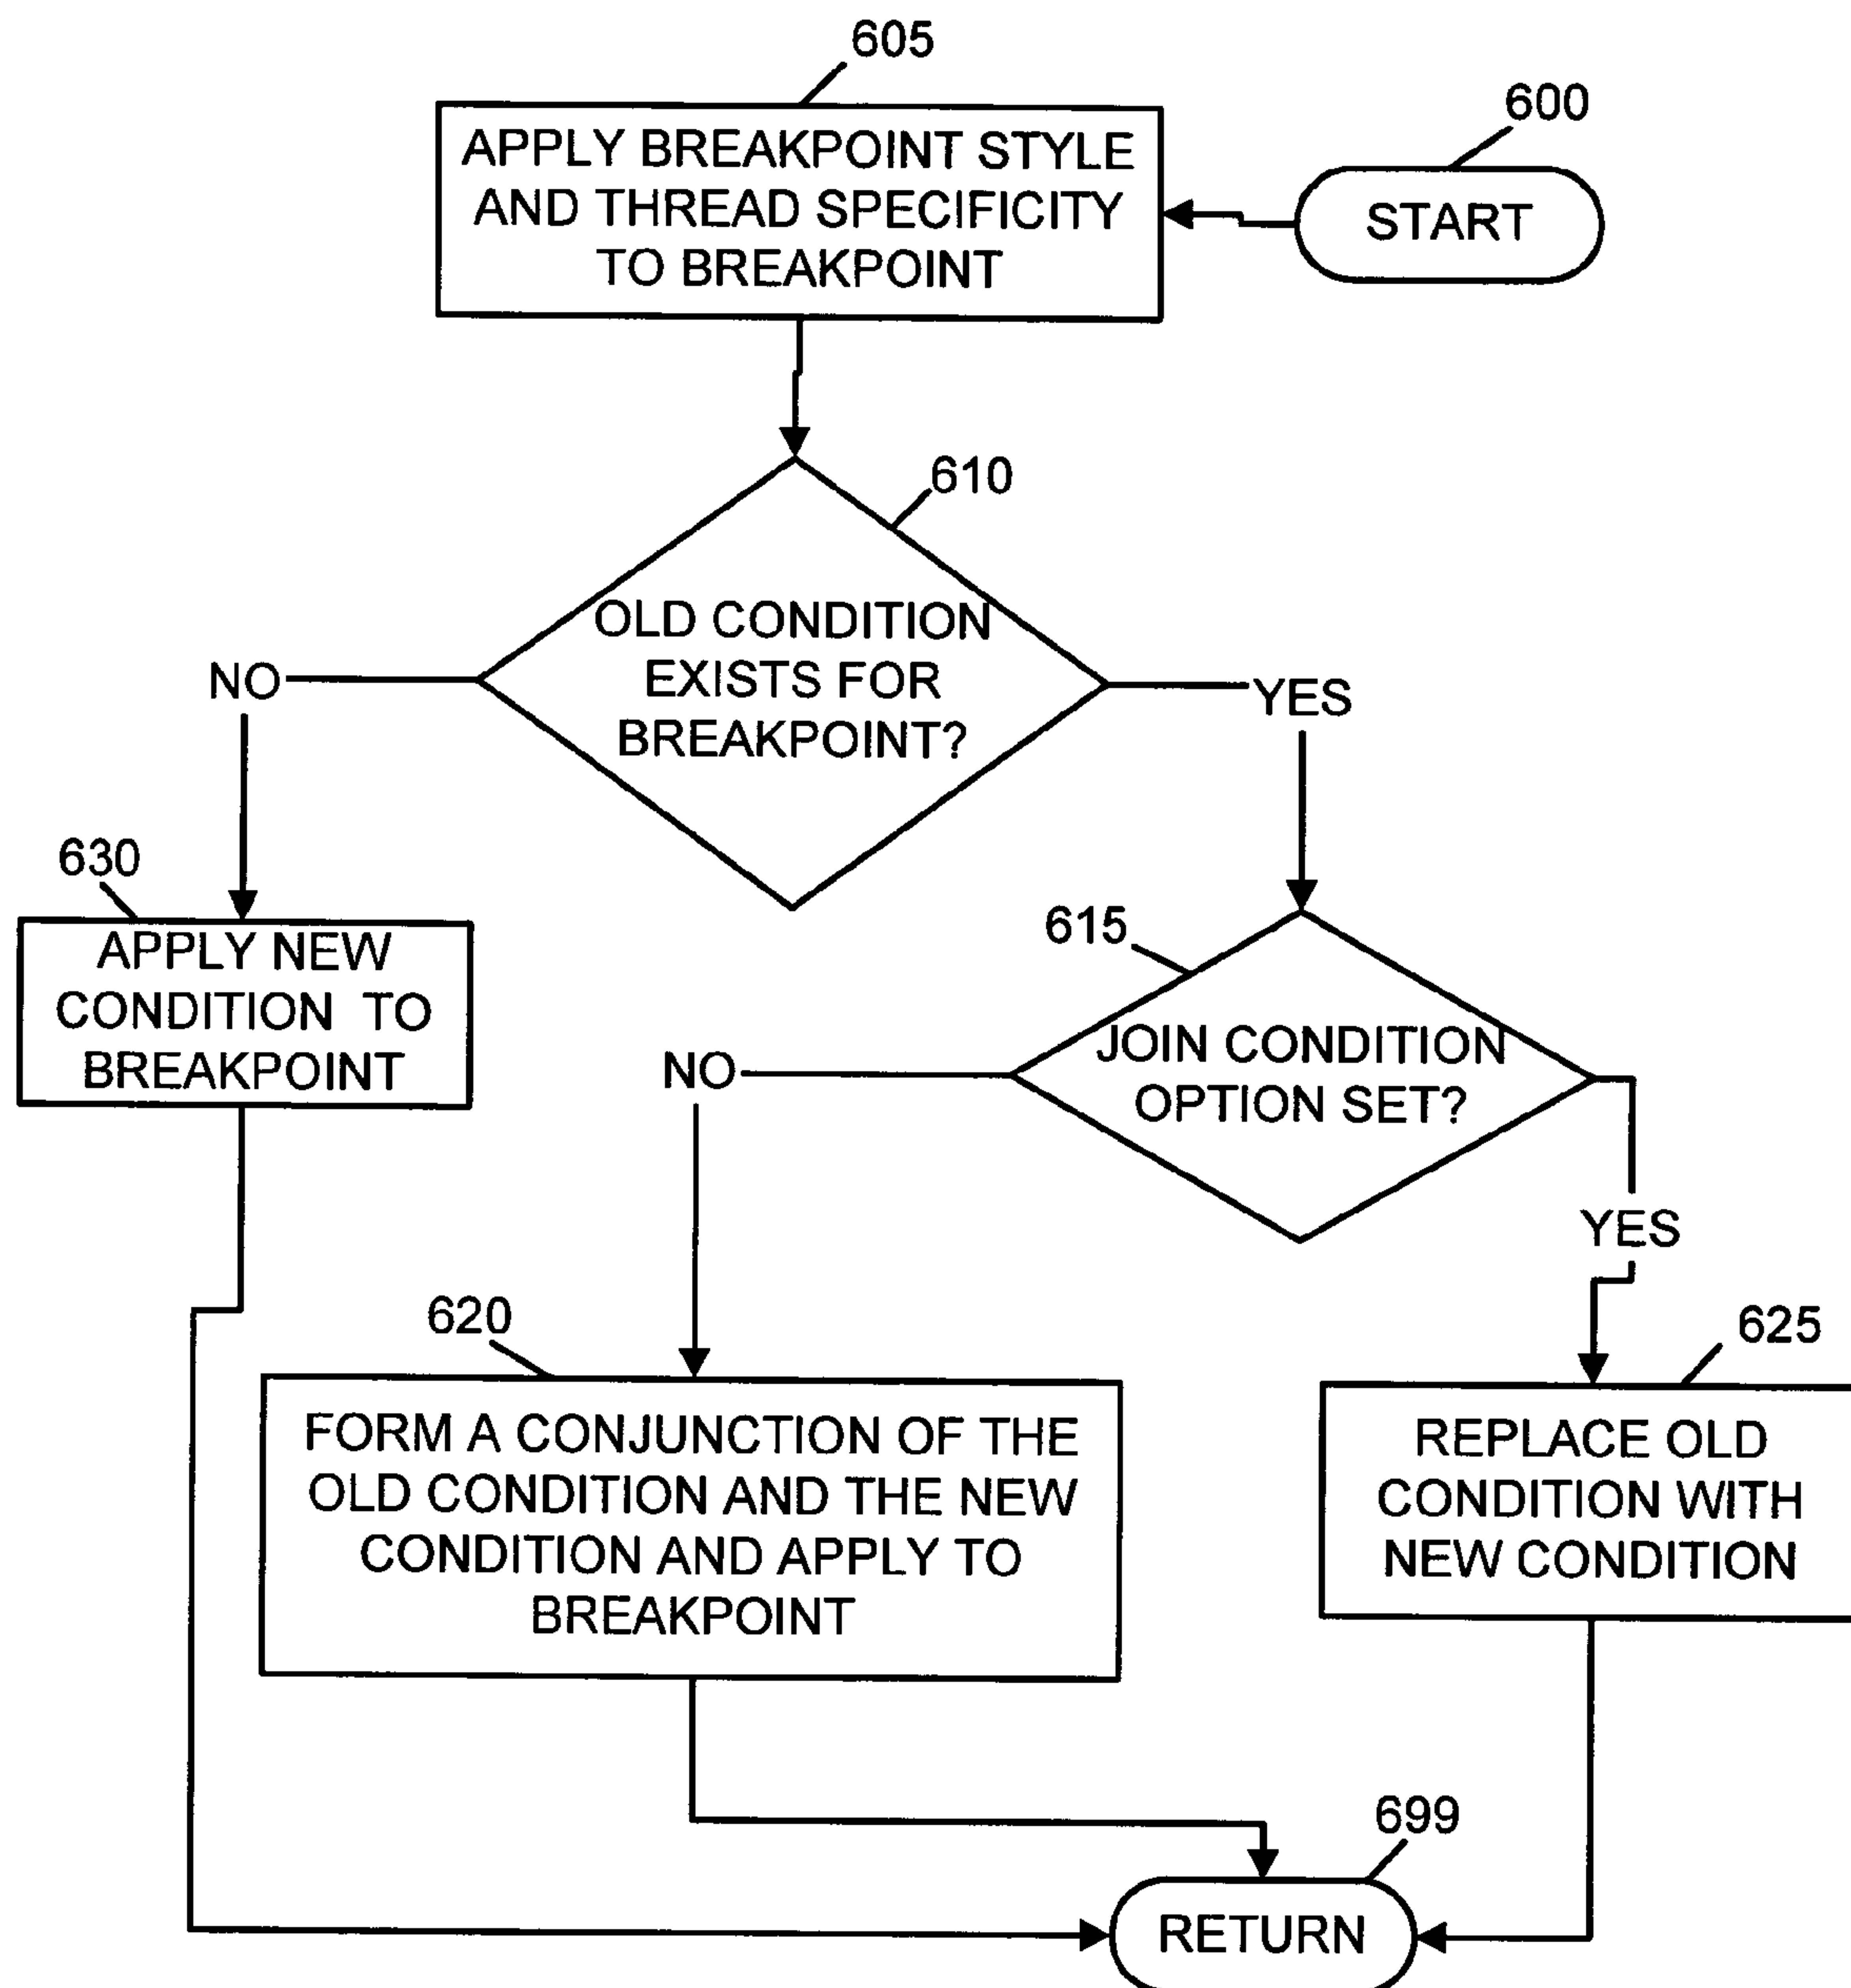 605
600
APPLY BREAKPOINT STYLE
AND THREAD SPECIFICITY
TO BREAKPOINT
START
610
OLD CONDITION
EXISTS FOR
BREAKPOINT?
NO
YES
630
APPLY NEW
CONDITION TO
BREAKPOINT
615
JOIN CONDITION
OPTION SET?
NO
YES
620
625
FORM A CONJUNCTION OF THE
OLD CONDITION AND THE NEW
CONDITION AND APPLY TO
BREAKPOINT
REPLACE OLD
CONDITION WITH
NEW CONDITION
699
RETURN